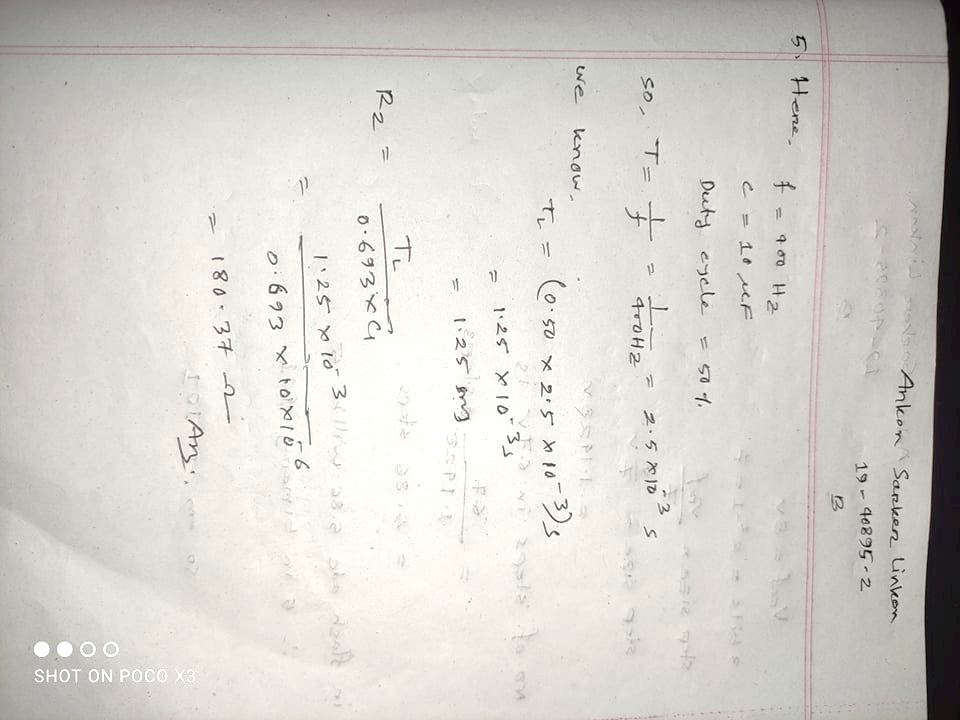 Ankon Sarker Linkon
19-40895-2
B
5. Here, f = 400 Hz
c = 10 μF
Duty cycle = 50%
so, T = 1/f = 1/400Hz = 2.5 × 10⁻³ s
we know,
tL = (0.50 × 2.5 × 10⁻³) s
= 1.25 × 10⁻³ s
= 1.25 ms
R2 = TL / 0.693 × C1
= 1.25 × 10⁻³ / 0.693 × 10 × 10⁻⁶
= 180.37 Ω
Ans.
SHOT ON POCO X3